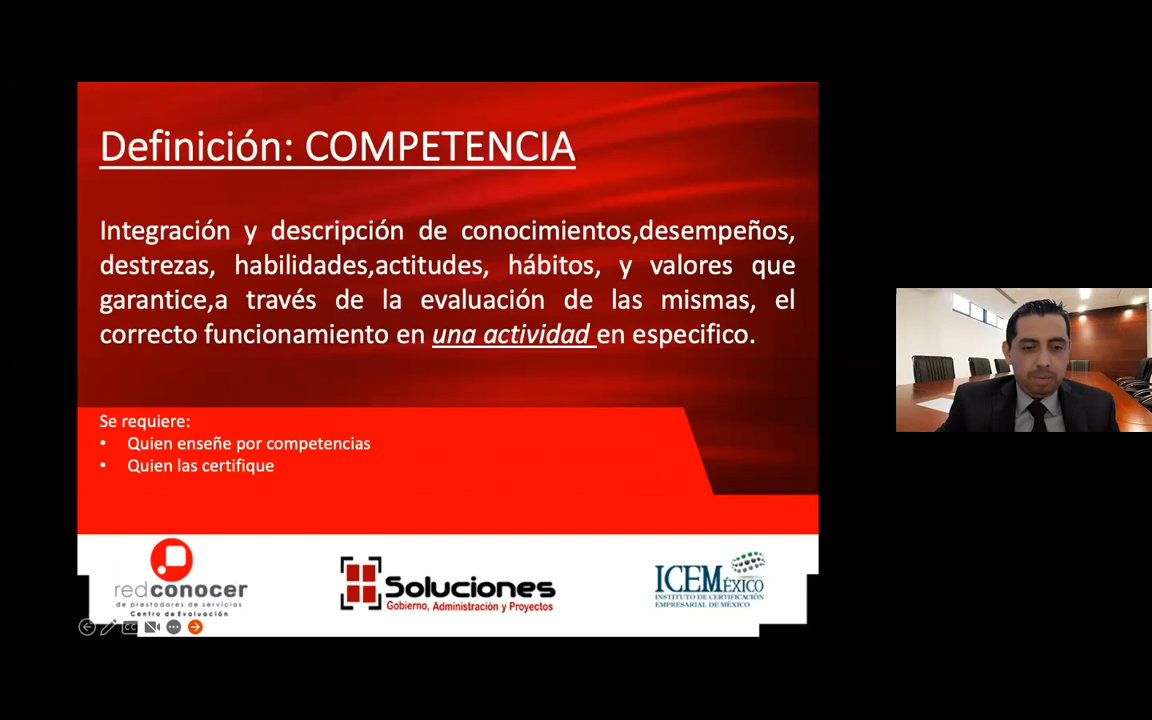 Definición: COMPETENCIA
Integración y descripción de conocimientos,desempeños,
destrezas, habilidades,actitudes, hábitos, y valores que
garantice,a través de la evaluación de las mismas, el
correcto funcionamiento en una actividad en especifico.
Se requiere:
• Quien enseñe por competencias
• Quien las certifique
redconocer
de prestadores de servicios
Centro de Evaluación
Soluciones
Gobierno, Administración y Proyectos
ICEMÉXICO
INSTITUTO DE CERTIFICACIÓN
EMPRESARIAL DE MÉXICO
CC